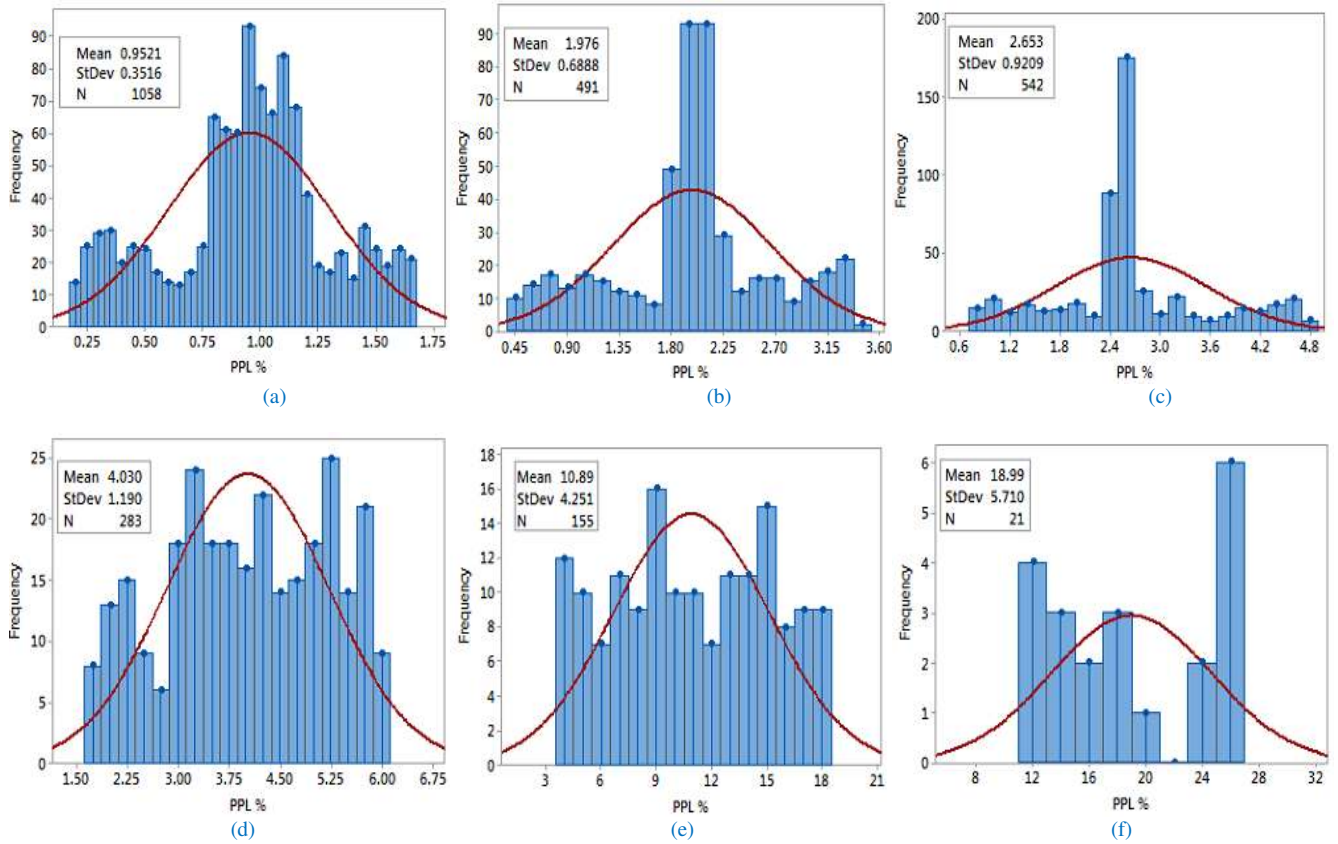 Mean 0.9521
StDev 0.3516
N 1058
Frequency
90
80
70
60
50
40
30
20
10
0
0.25 0.50 0.75 1.00 1.25 1.50 1.75
PPL %
(a)
Mean 1.976
StDev 0.6888
N 491
Frequency
90
80
70
60
50
40
30
20
10
0
0.45 0.90 1.35 1.80 2.25 2.70 3.15 3.60
PPL %
(b)
Mean 2.653
StDev 0.9209
N 542
Frequency
200
150
100
50
0
0.6 1.2 1.8 2.4 3.0 3.6 4.2 4.8
PPL %
(c)
Mean 4.030
StDev 1.190
N 283
Frequency
25
20
15
10
5
0
1.50 2.25 3.00 3.75 4.50 5.25 6.00 6.75
PPL %
(d)
Mean 10.89
StDev 4.251
N 155
Frequency
18
16
14
12
10
8
6
4
2
0
3 6 9 12 15 18 21
PPL %
(e)
Mean 18.99
StDev 5.710
N 21
Frequency
6
5
4
3
2
1
0
8 12 16 20 24 28 32
PPL %
(f)